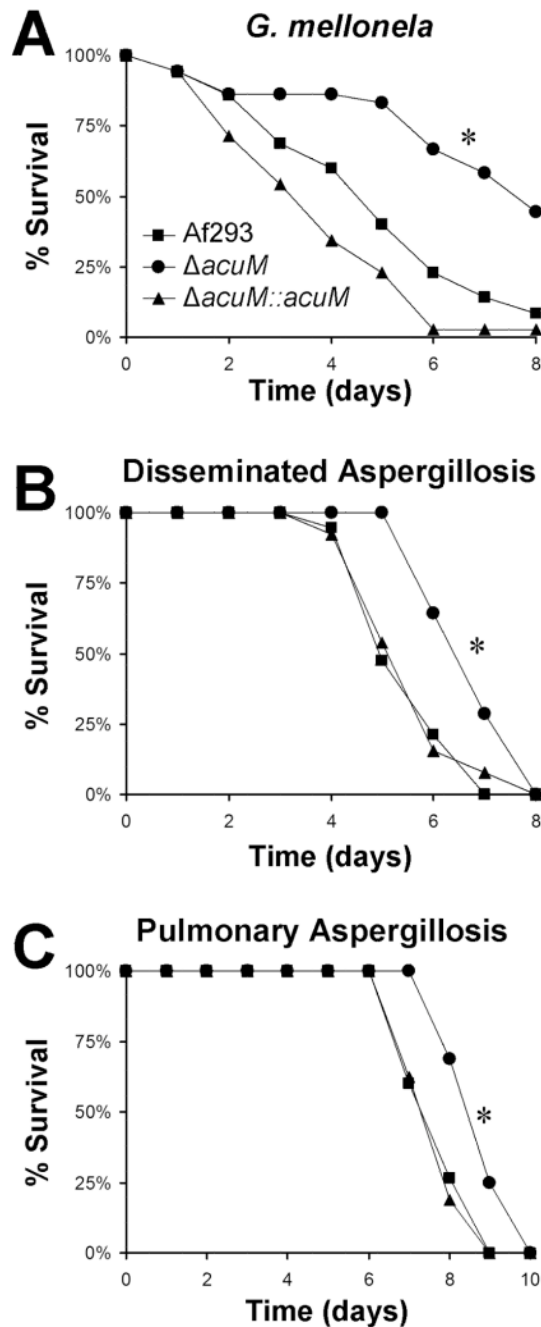 A
G. mellonela
100%
75%
50%
25%
0%
% Survival
*
Af293
ΔacuM
ΔacuM::acuM
0 2 4 6 8
Time (days)
B
Disseminated Aspergillosis
100%
75%
50%
25%
0%
% Survival
*
0 2 4 6 8
Time (days)
C
Pulmonary Aspergillosis
100%
75%
50%
25%
0%
% Survival
*
0 2 4 6 8 10
Time (days)